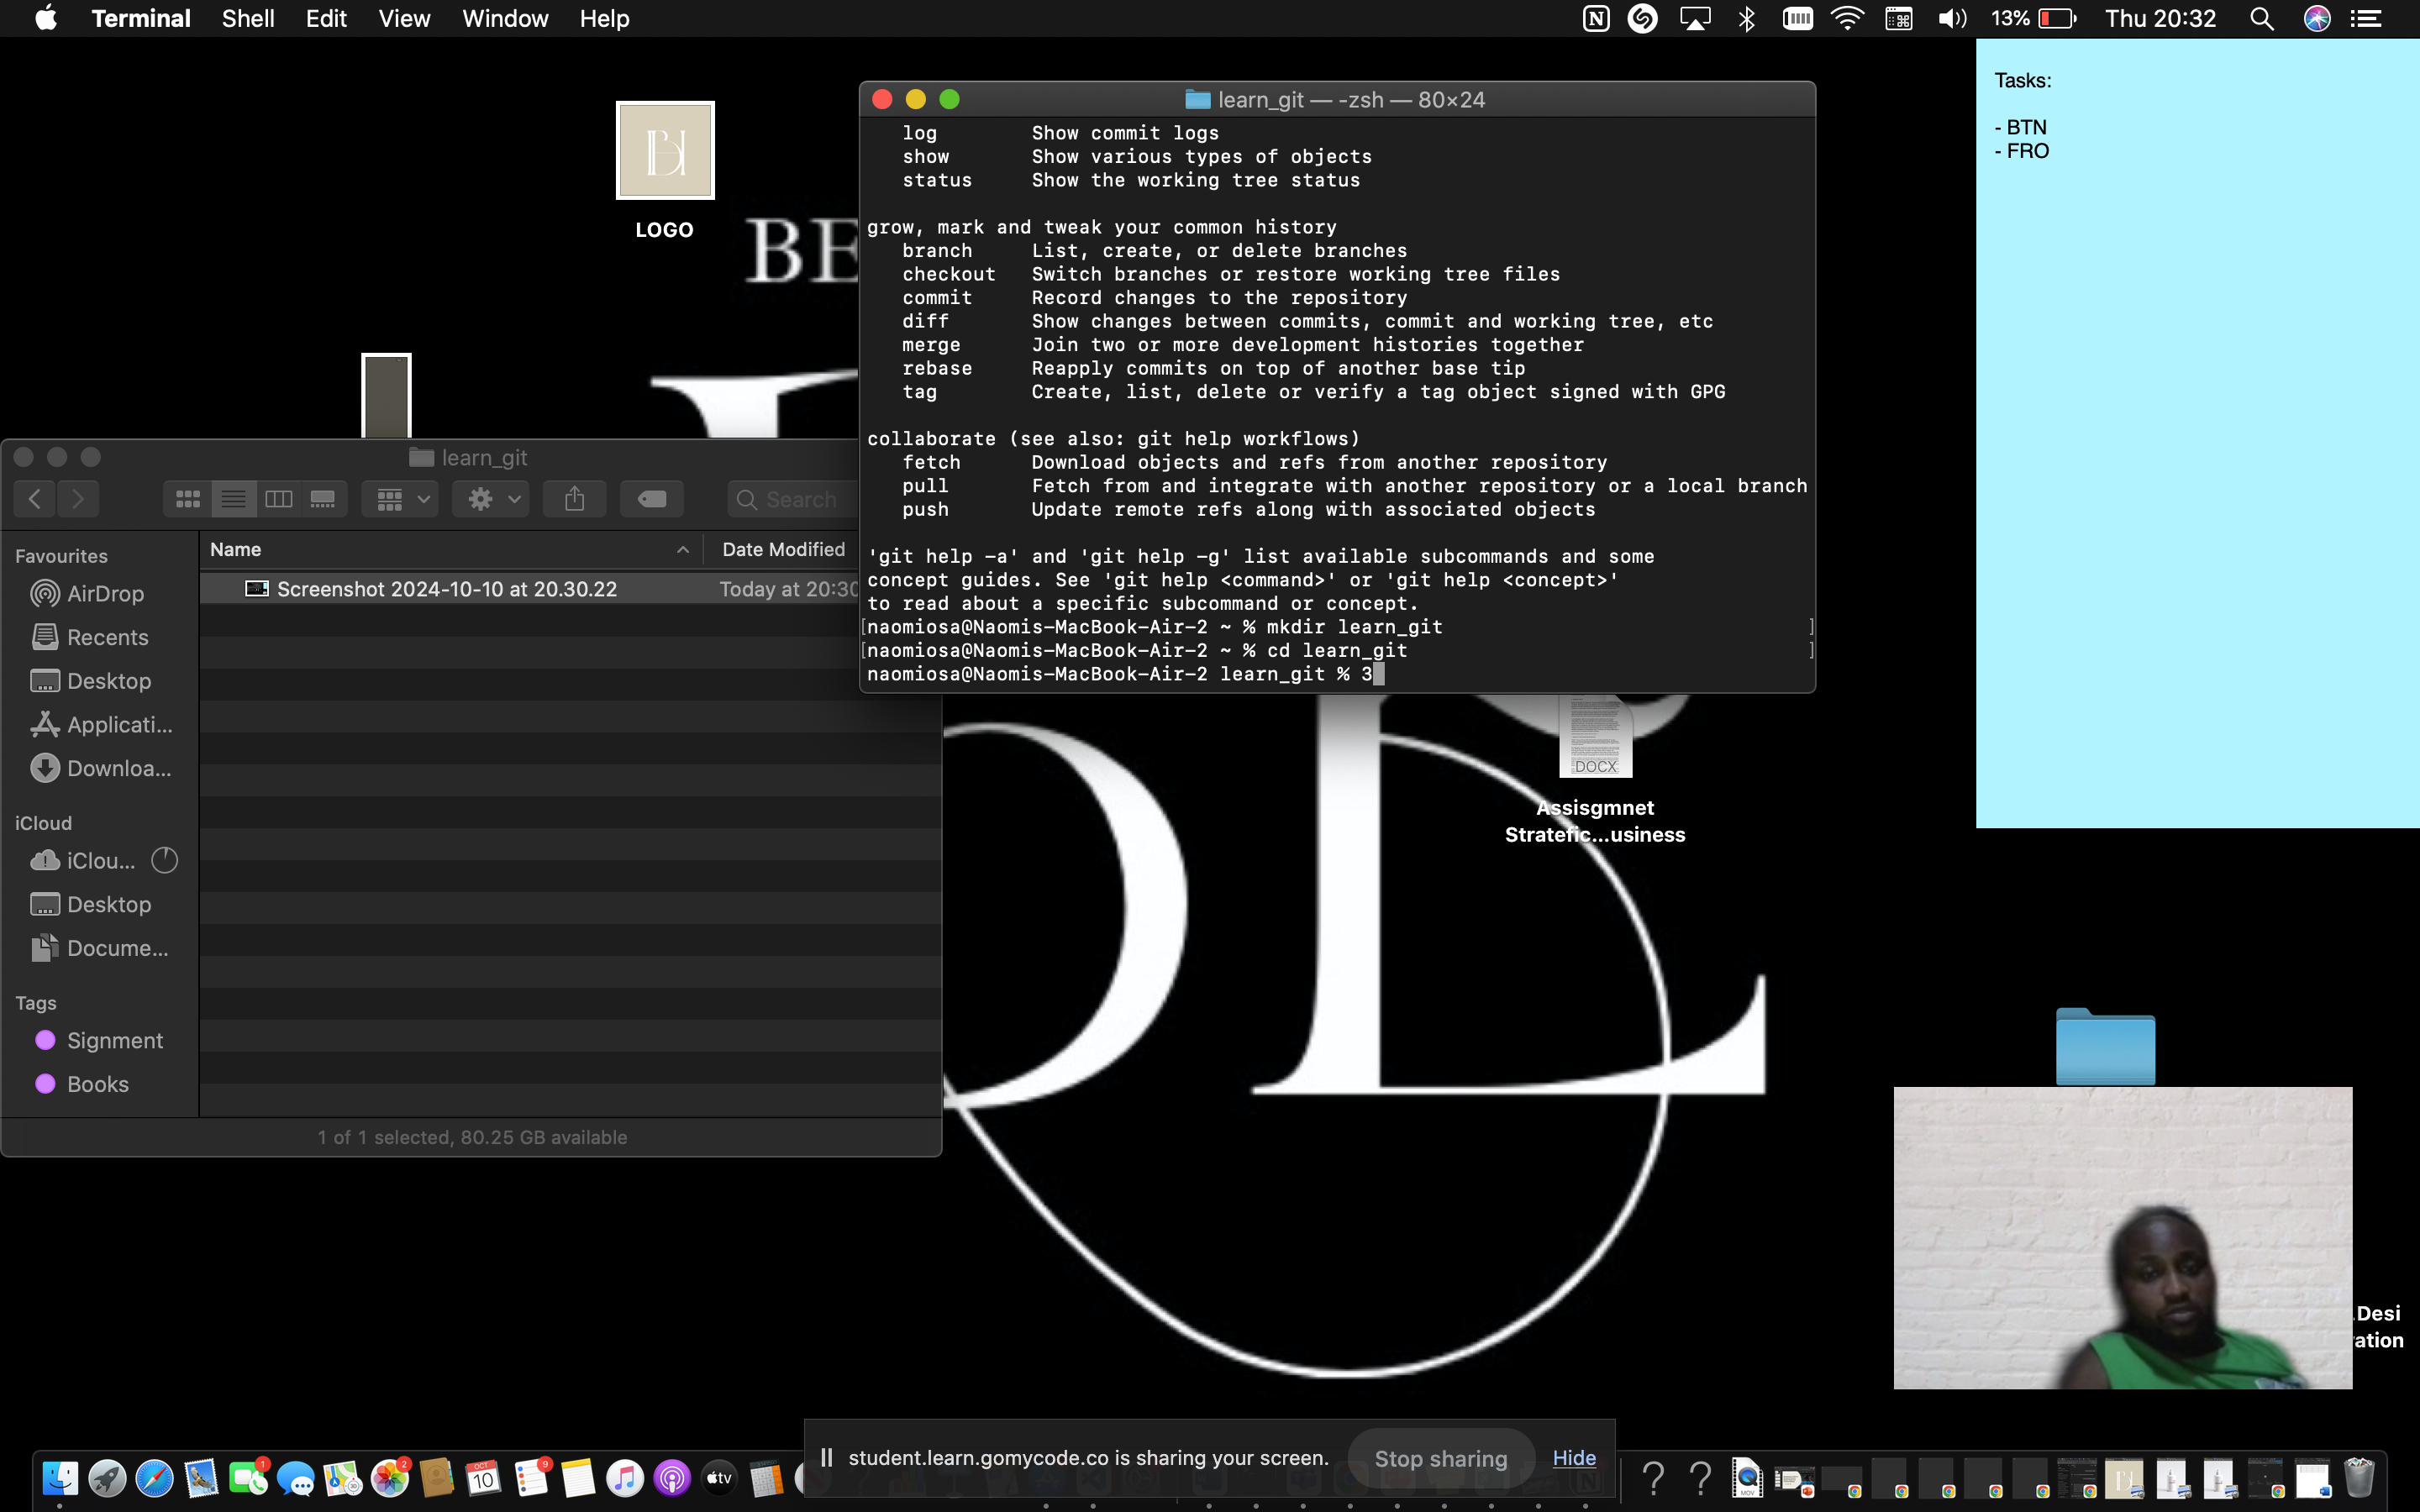 Terminal Shell Edit View Window Help
13% Thu 20:32
Tasks:
- BTN
- FRO
LOGO
BE
learn_git — -zsh — 80×24
log Show commit logs
show Show various types of objects
status Show the working tree status
grow, mark and tweak your common history
branch List, create, or delete branches
checkout Switch branches or restore working tree files
commit Record changes to the repository
diff Show changes between commits, commit and working tree, etc
merge Join two or more development histories together
rebase Reapply commits on top of another base tip
tag Create, list, delete or verify a tag object signed with GPG
collaborate (see also: git help workflows)
fetch Download objects and refs from another repository
pull Fetch from and integrate with another repository or a local branch
push Update remote refs along with associated objects
'git help -a' and 'git help -g' list available subcommands and some
concept guides. See 'git help <command>' or 'git help <concept>'
to read about a specific subcommand or concept.
[naomiosa@Naomis-MacBook-Air-2 ~ % mkdir learn_git ]
[naomiosa@Naomis-MacBook-Air-2 ~ % cd learn_git ]
naomiosa@Naomis-MacBook-Air-2 learn_git % 3
learn_git
Search
Name Date Modified
Screenshot 2024-10-10 at 20.30.22 Today at 20:30
Favourites
AirDrop
Recents
Desktop
Applicati...
Downloa...
iCloud
iClou...
Desktop
Docume...
Tags
Signment
Books
1 of 1 selected, 80.25 GB available
DOCX
Assisgmnet
Stratefic...usiness
.Desi
ation
student.learn.gomycode.co is sharing your screen. Stop sharing Hide
1
2
OCT
10
9
tv
MOV